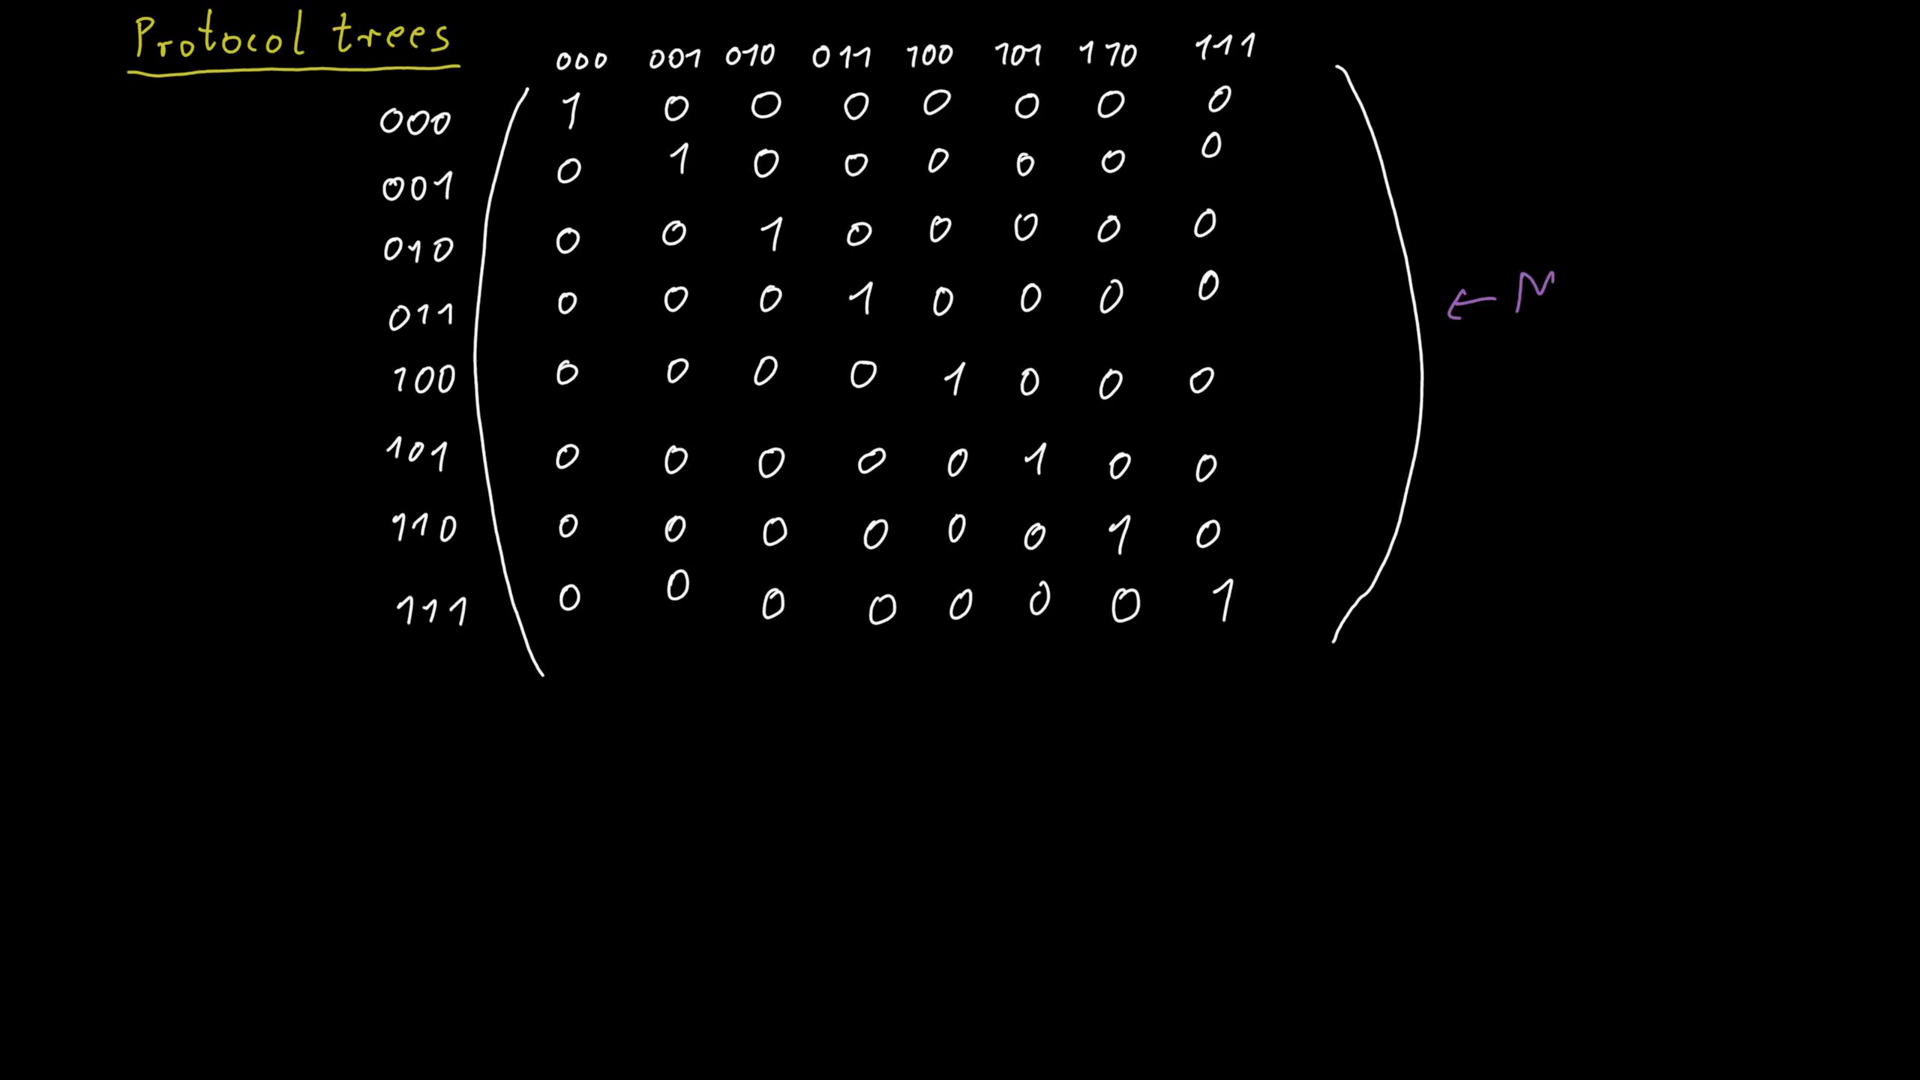 Protocol trees
000 001 010 011 100 101 110 111
000 1 0 0 0 0 0 0 0
001 0 1 0 0 0 0 0 0
010 0 0 1 0 0 0 0 0
011 0 0 0 1 0 0 0 0
← M
100 0 0 0 0 1 0 0 0
101 0 0 0 0 0 1 0 0
110 0 0 0 0 0 0 1 0
111 0 0 0 0 0 0 0 1